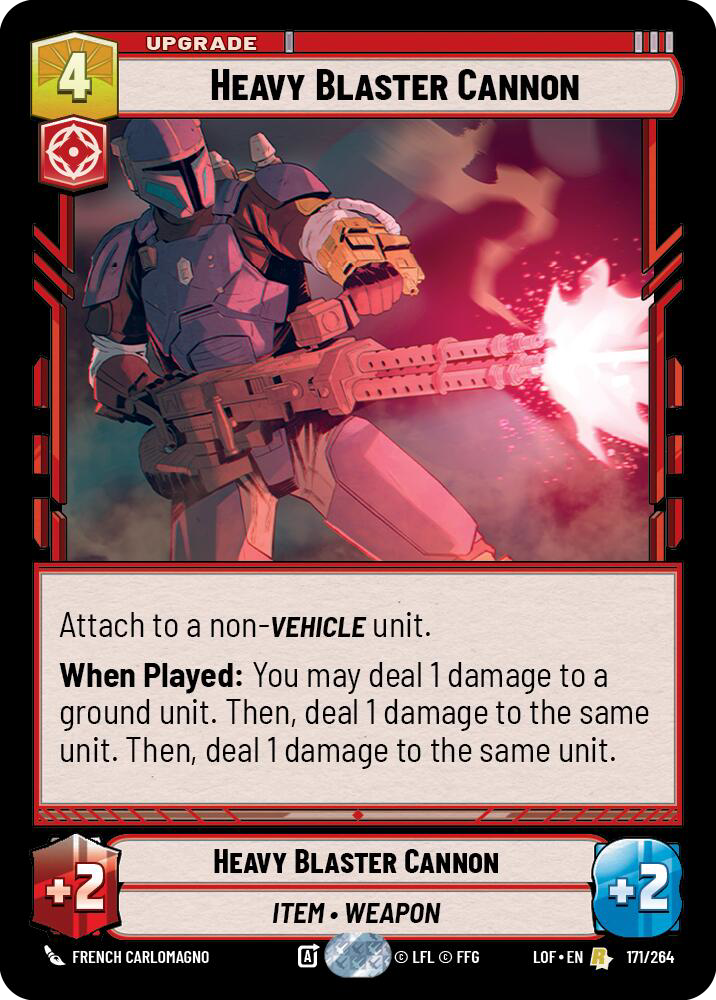 UPGRADE
4
HEAVY BLASTER CANNON
Attach to a non-VEHICLE unit.
When Played: You may deal 1 damage to a
ground unit. Then, deal 1 damage to the same
unit. Then, deal 1 damage to the same unit.
+2
HEAVY BLASTER CANNON
+2
ITEM • WEAPON
FRENCH CARLOMAGNO
A
© LFL © FFG
LOF • EN
R
171/264